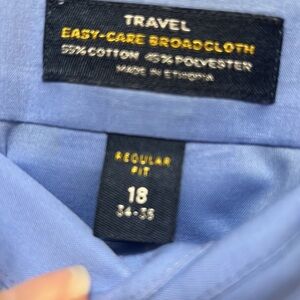 TRAVEL
EASY-CARE BROADCLOTH
55% COTTON 45% POLYESTER
MADE IN ETHIOPIA
REGULAR
FIT
18
34-35